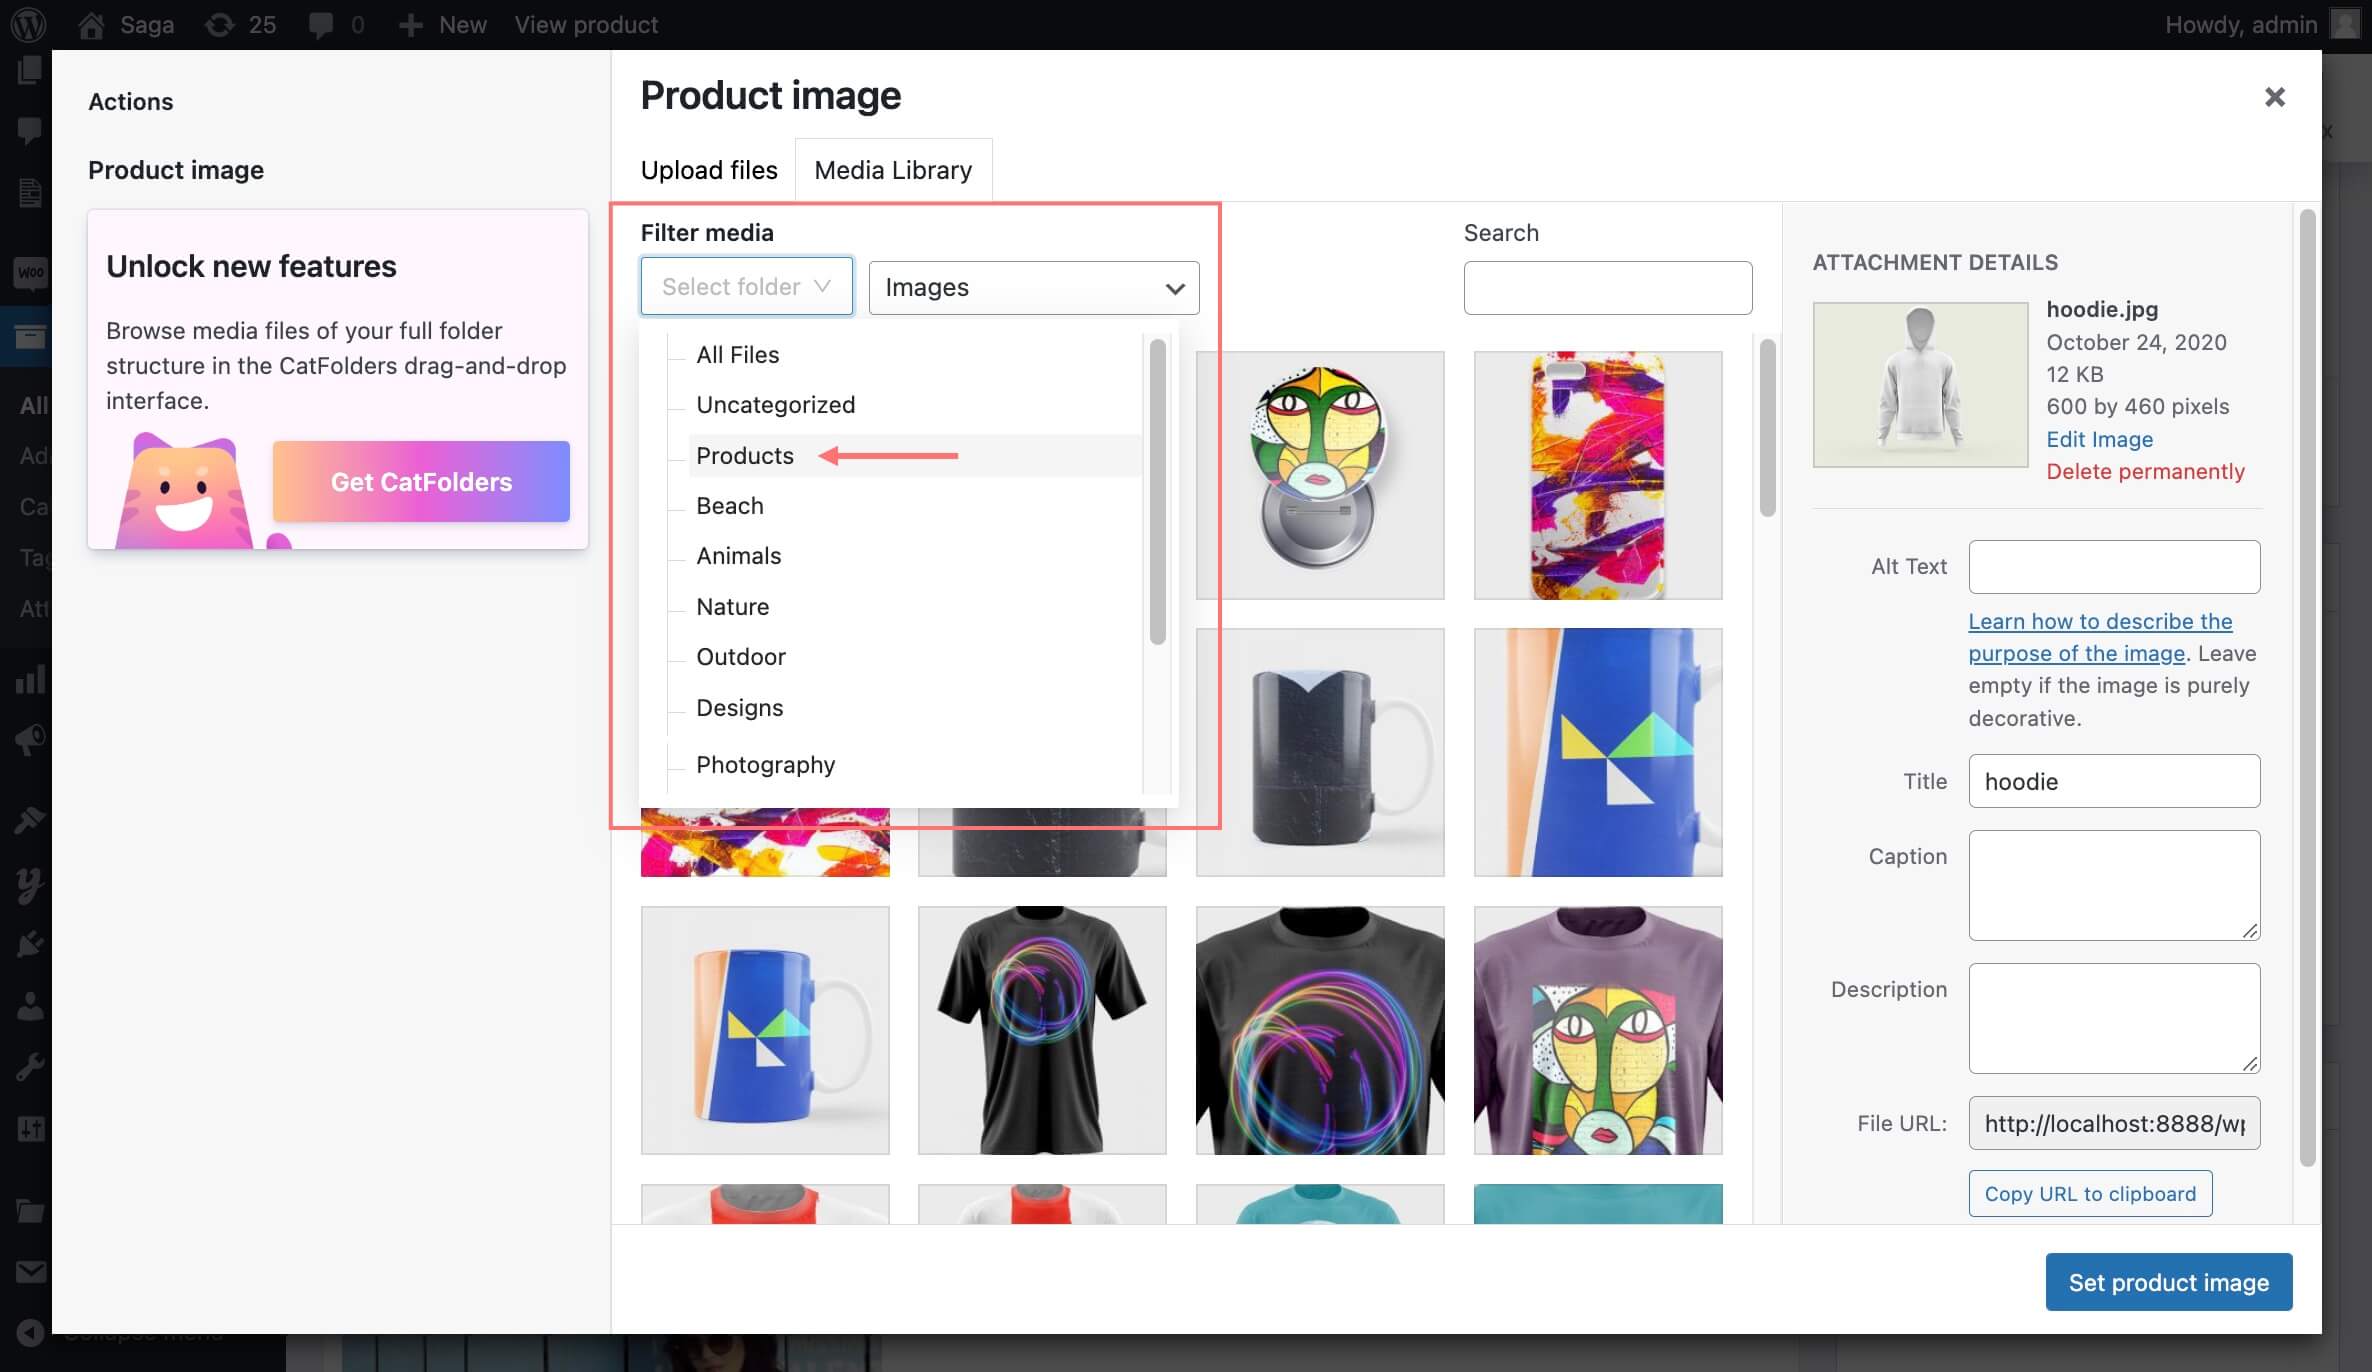 Saga 25 0 New View product
Howdy, admin
Actions
Product image
Unlock new features
Browse media files of your full folder
structure in the CatFolders drag-and-drop
interface.
Get CatFolders
Product image
Upload files
Media Library
Filter media
Select folder
Images
Search
All Files
Uncategorized
Products
Beach
Animals
Nature
Outdoor
Designs
Photography
ATTACHMENT DETAILS
hoodie.jpg
October 24, 2020
12 KB
600 by 460 pixels
Edit Image
Delete permanently
Alt Text
Learn how to describe the
purpose of the image. Leave
empty if the image is purely
decorative.
Title
hoodie
Caption
Description
File URL:
http://localhost:8888/wp
Copy URL to clipboard
Set product image
woo
All
Collapse menu